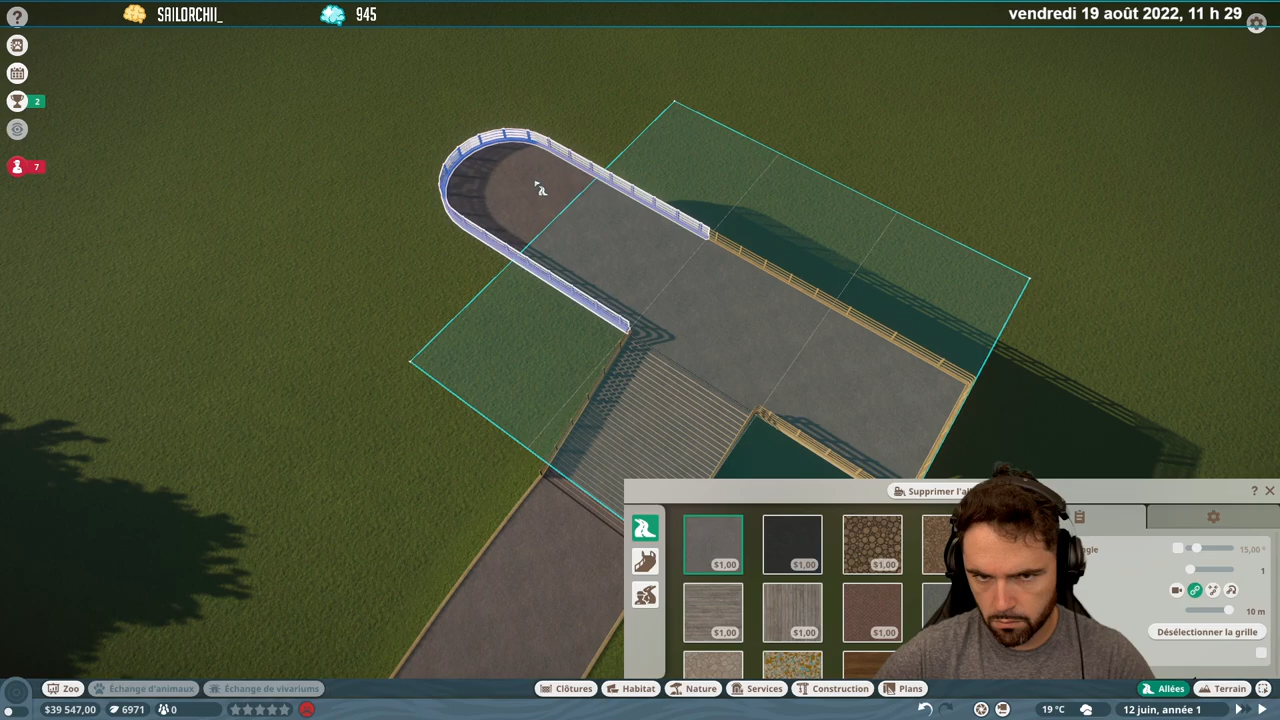 ?
SAILORCHII_
945
vendredi 19 août 2022, 11 h 29
2
7
Supprimer l'al
? ×
$1,00
$1,00
$1,00
ngle
15,00 °
1
10 m
$1,00
$1,00
$1,00
Désélectionner la grille
Zoo
Échange d'animaux
Échange de vivariums
Clôtures
Habitat
Nature
Services
Construction
Plans
Allées
Terrain
$39 547,00
6971
0
19 °C
12 juin, année 1